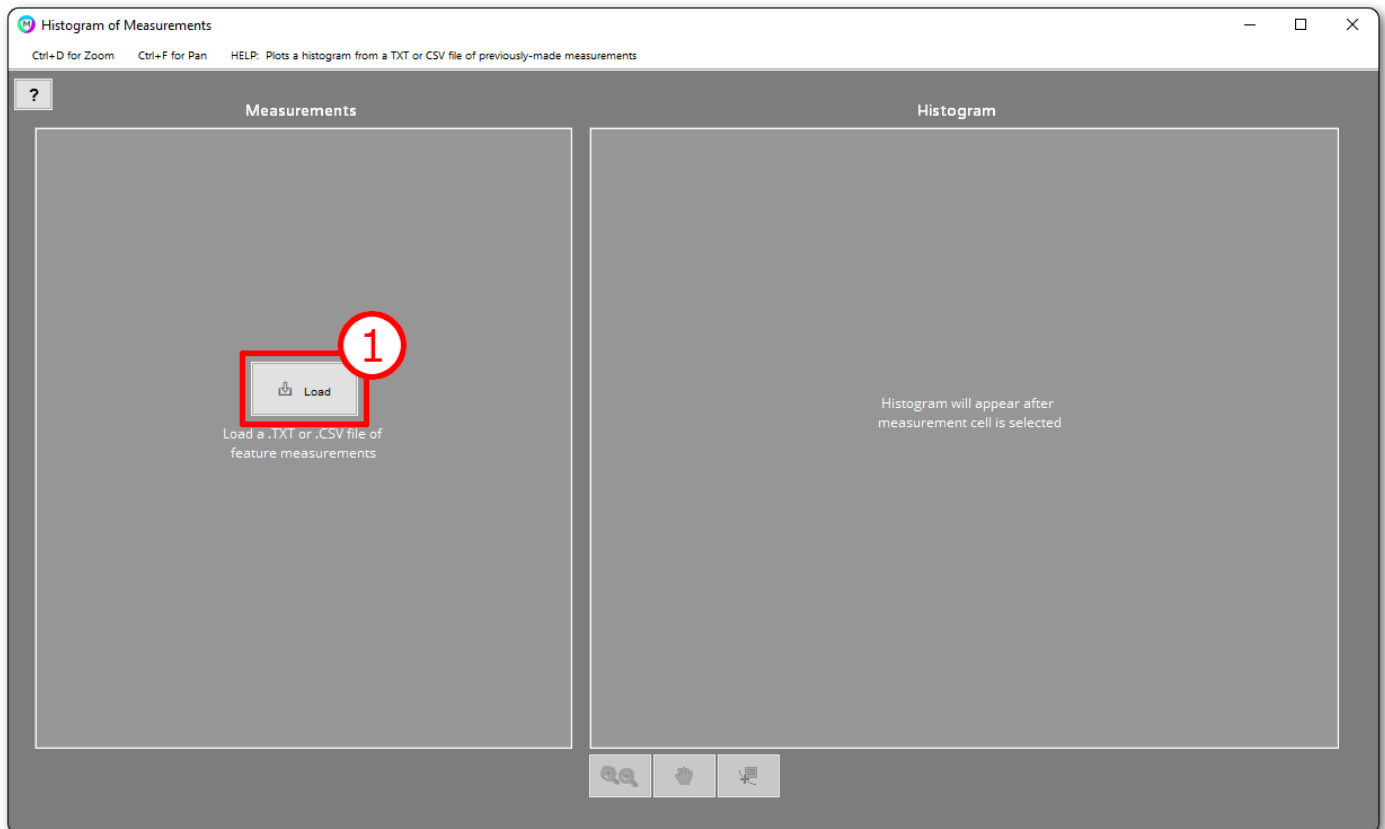 Histogram of Measurements
Ctrl+D for Zoom Ctrl+F for Pan HELP: Plots a histogram from a TXT or CSV file of previously-made measurements
?
Measurements
Histogram
1
Load
Load a .TXT or .CSV file of
feature measurements
Histogram will appear after
measurement cell is selected